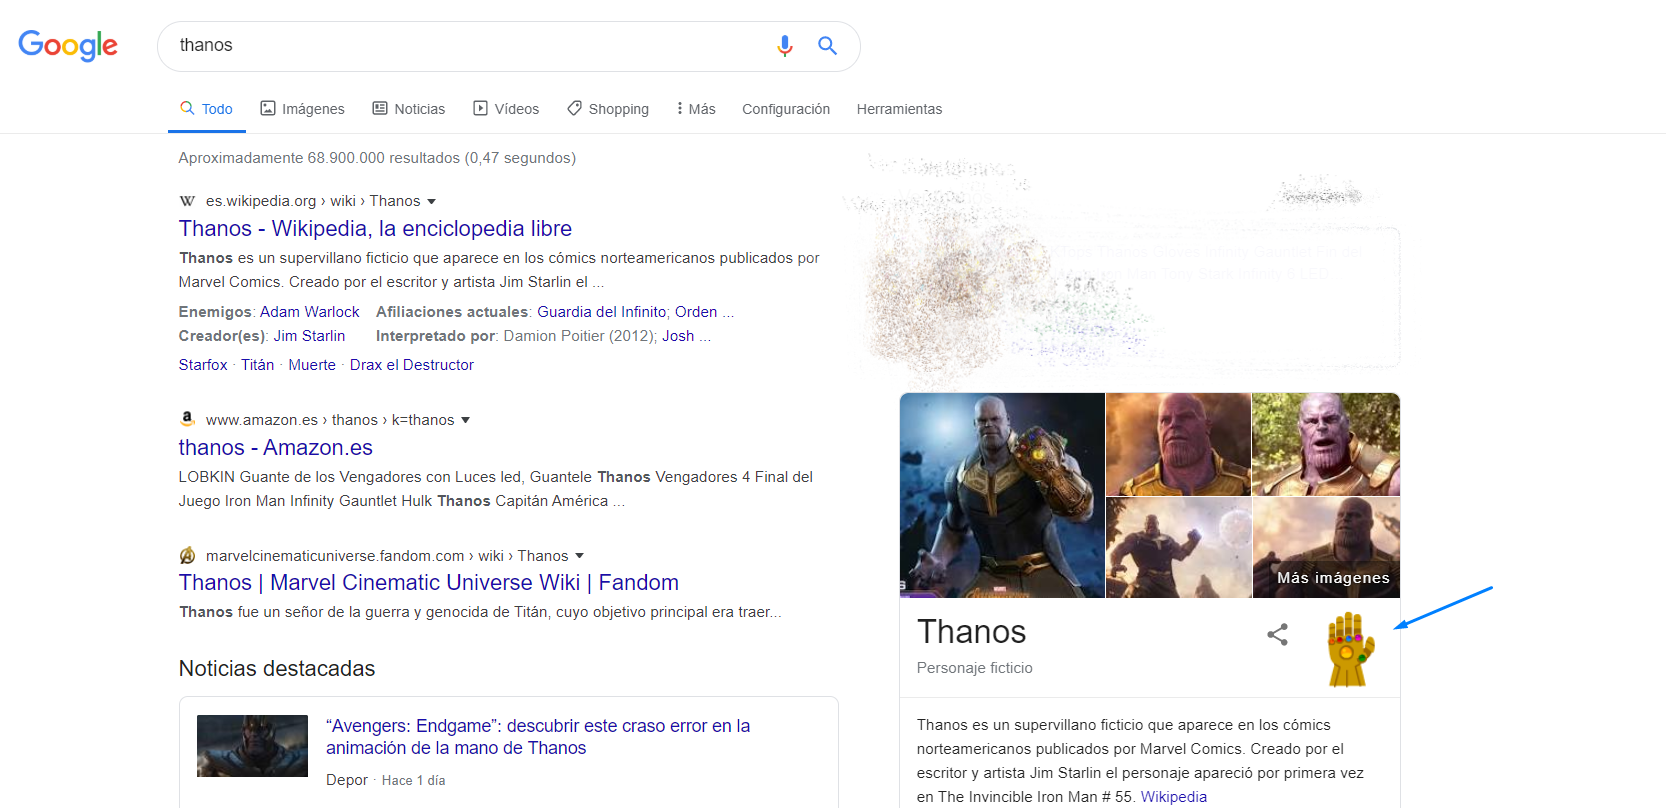 Google
thanos
Todo
Imágenes
Noticias
Vídeos
Shopping
Más
Configuración
Herramientas
Aproximadamente 68.900.000 resultados (0,47 segundos)
es.wikipedia.org › wiki › Thanos
Thanos - Wikipedia, la enciclopedia libre
Thanos es un supervillano ficticio que aparece en los cómics norteamericanos publicados por
Marvel Comics. Creado por el escritor y artista Jim Starlin el ...
Enemigos: Adam Warlock Afiliaciones actuales: Guardia del Infinito; Orden ...
Creador(es): Jim Starlin Interpretado por: Damion Poitier (2012); Josh ...
Starfox · Titán · Muerte · Drax el Destructor
www.amazon.es › thanos › k=thanos
thanos - Amazon.es
LOBKIN Guante de los Vengadores con Luces led, Guantele Thanos Vengadores 4 Final del
Juego Iron Man Infinity Gauntlet Hulk Thanos Capitán América ...
marvelcinematicuniverse.fandom.com › wiki › Thanos
Thanos | Marvel Cinematic Universe Wiki | Fandom
Thanos fue un señor de la guerra y genocida de Titán, cuyo objetivo principal era traer...
Noticias destacadas
“Avengers: Endgame”: descubrir este craso error en la
animación de la mano de Thanos
Depor · Hace 1 día
Más imágenes
Thanos
Personaje ficticio
Thanos es un supervillano ficticio que aparece en los cómics
norteamericanos publicados por Marvel Comics. Creado por el
escritor y artista Jim Starlin el personaje apareció por primera vez
en The Invincible Iron Man # 55. Wikipedia